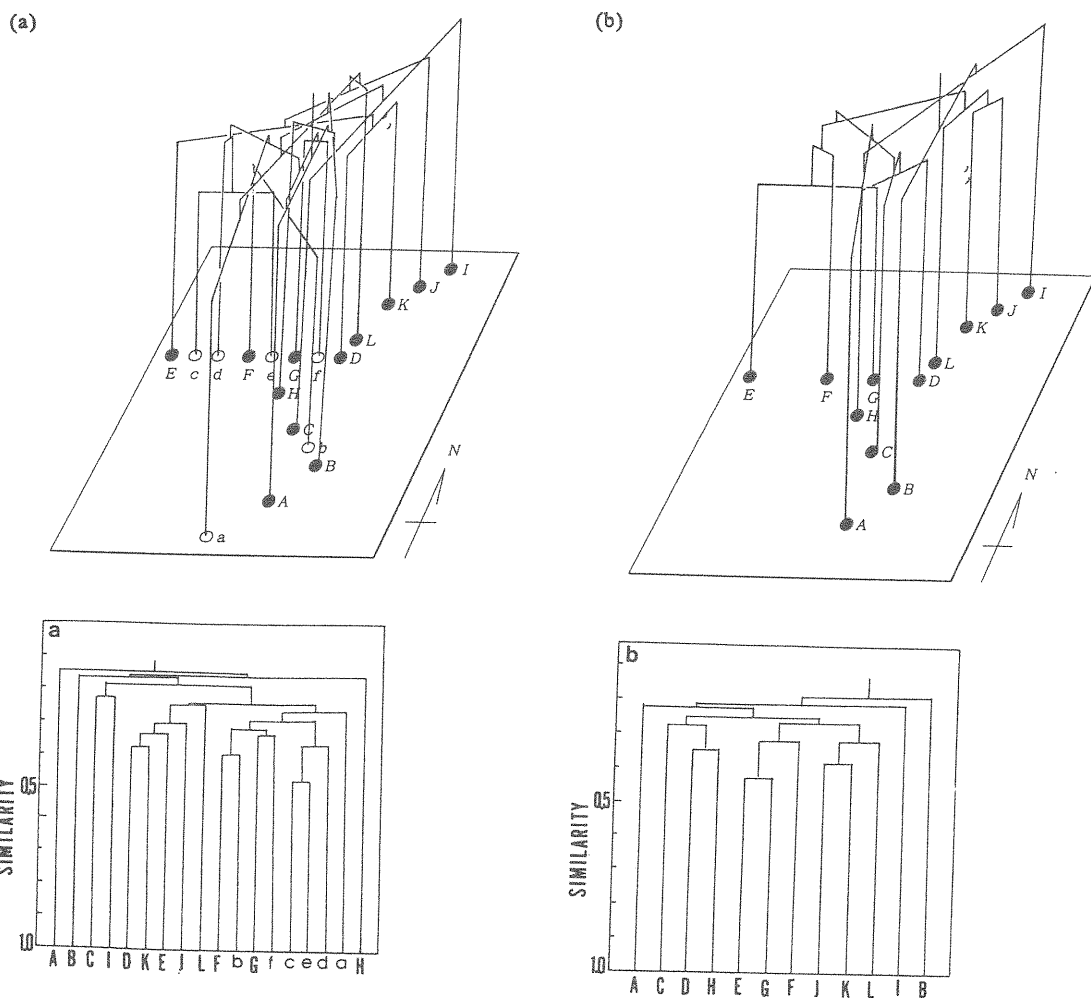 (a)
(b)
I
J
K
L
E c d F e G f D
H
C
b
B
N
A
a
I
J
K
L
E F G D
H
C
B
N
A
a
SIMILARITY
0.5
1.0
A B C I D K E J L F b G f c e d a H
b
SIMILARITY
0.5
1.0
A C D H E G F J K L I B